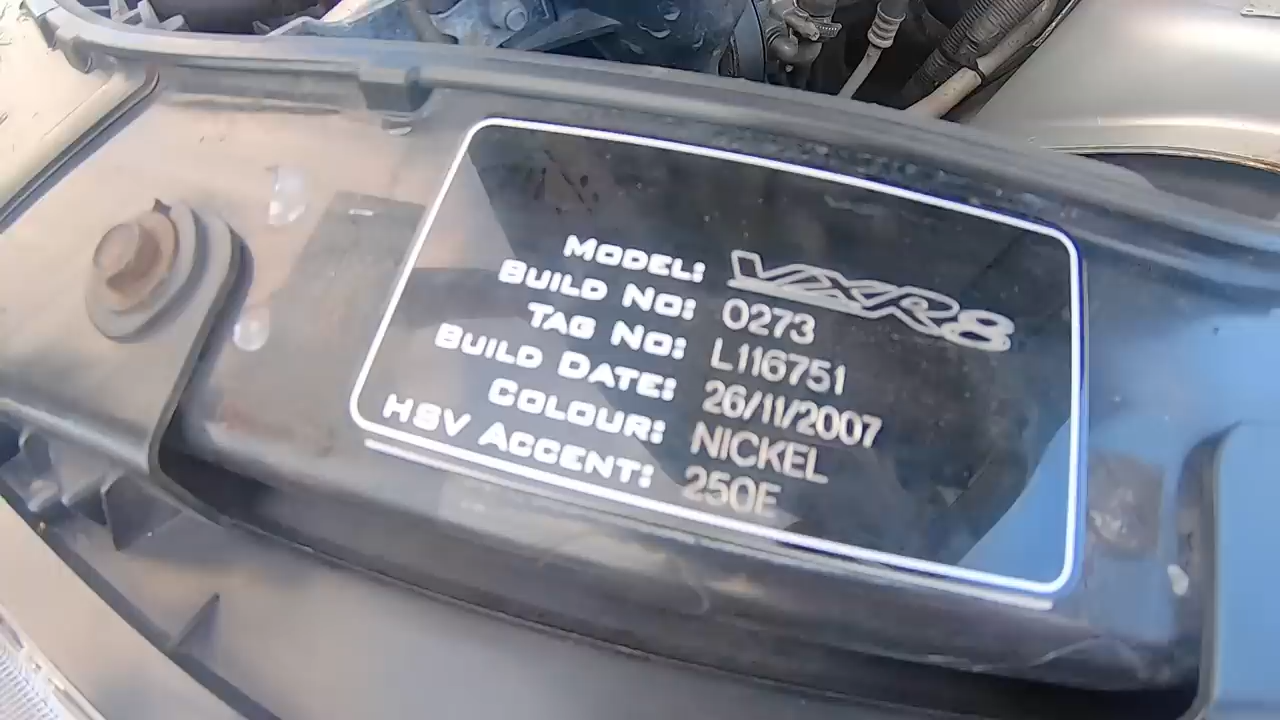 MODEL: VXR8
BUILD NO: 0273
TAG NO: L116751
BUILD DATE: 26/11/2007
COLOUR: NICKEL
HSV ACCENT: 250E